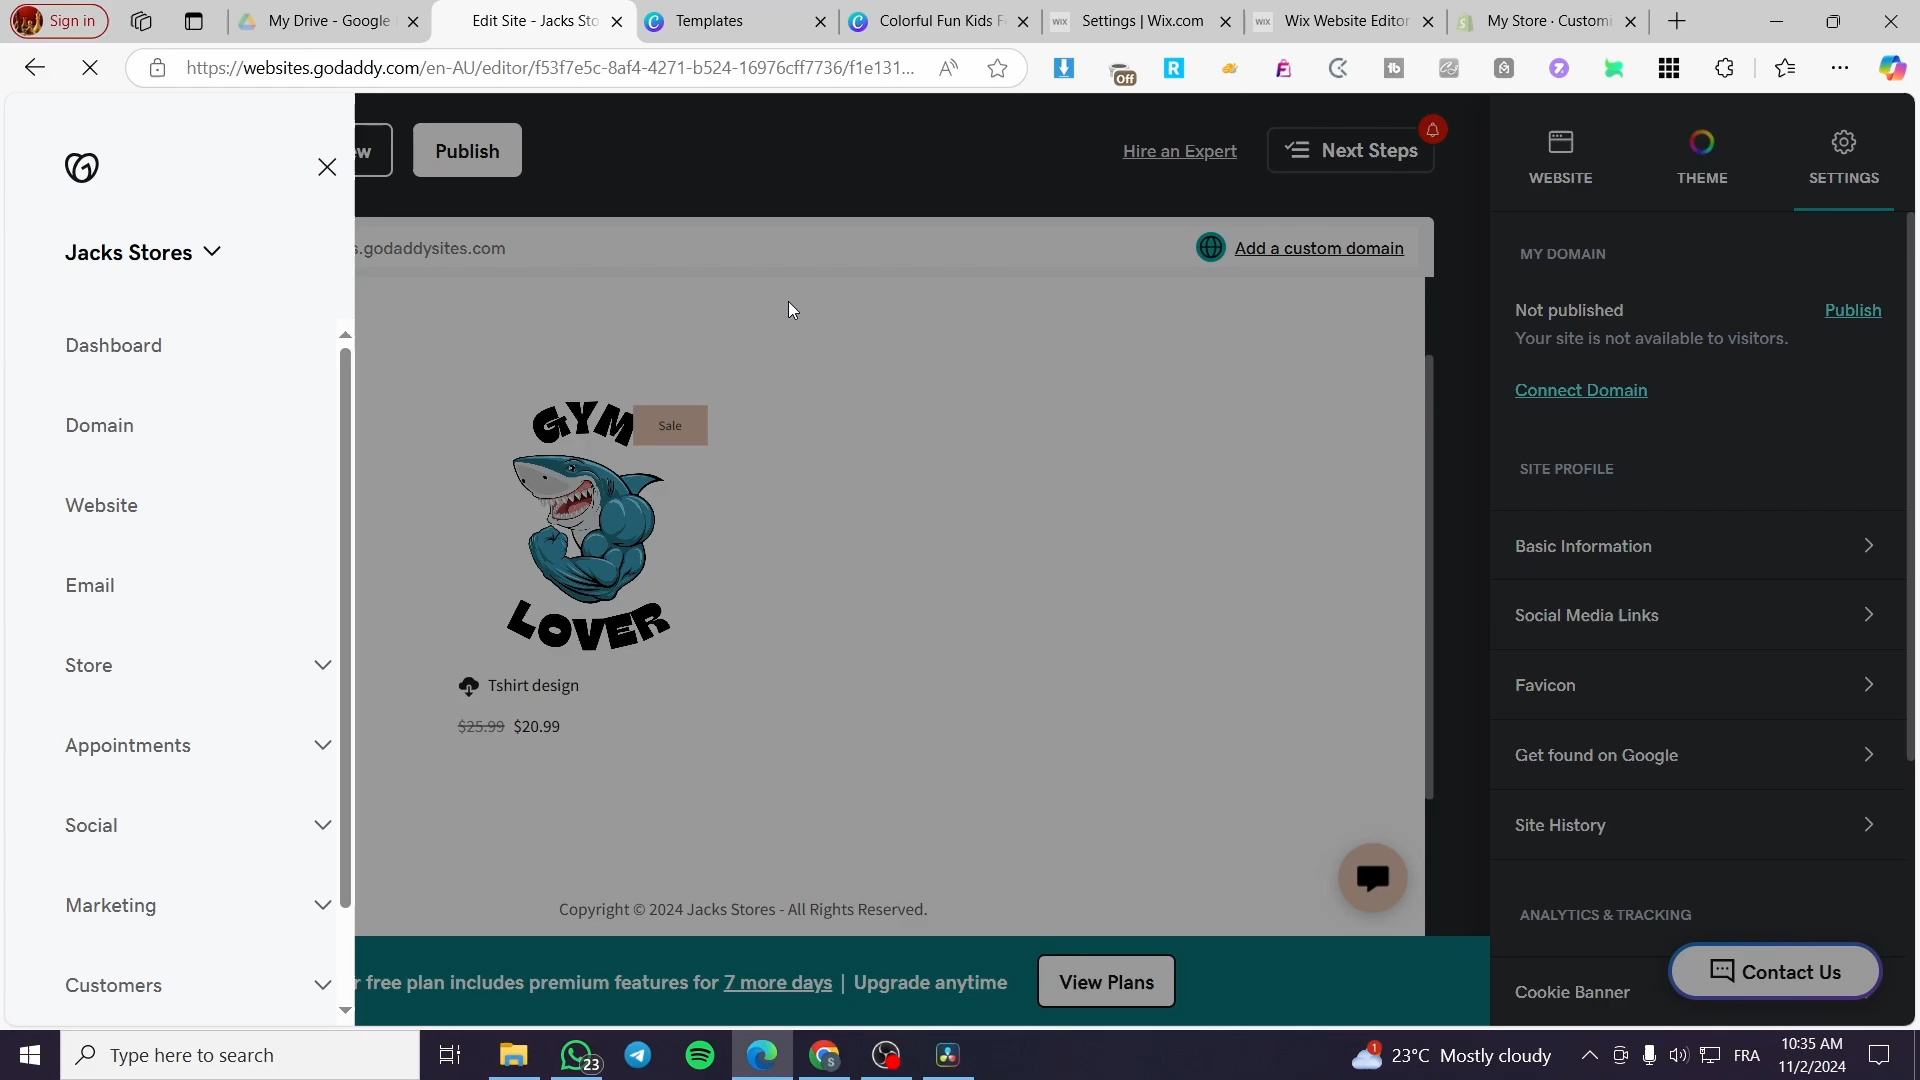 Sign in
My Drive - Google
Edit Site - Jacks Sto
Templates
Colorful Fun Kids F
WIX
Settings | Wix.com
WIX
Wix Website Editor
My Store · Customi
https://websites.godaddy.com/en-AU/editor/f53f7e5c-8af4-4271-b524-16976cff7736/f1e131...
Off
R
tb
Publish
Hire an Expert
Next Steps
WEBSITE
THEME
SETTINGS
Jacks Stores
s.godaddysites.com
Add a custom domain
MY DOMAIN
Not published
Publish
Your site is not available to visitors.
Connect Domain
SITE PROFILE
Basic Information
Social Media Links
Favicon
Get found on Google
Site History
ANALYTICS & TRACKING
Cookie Banner
Contact Us
Dashboard
Domain
Website
Email
Store
Appointments
Social
Marketing
Customers
GYM
Sale
LOVER
Tshirt design
$25.99 $20.99
Copyright © 2024 Jacks Stores - All Rights Reserved.
r free plan includes premium features for 7 more days | Upgrade anytime
View Plans
Type here to search
23
1
23°C Mostly cloudy
FRA
10:35 AM
11/2/2024